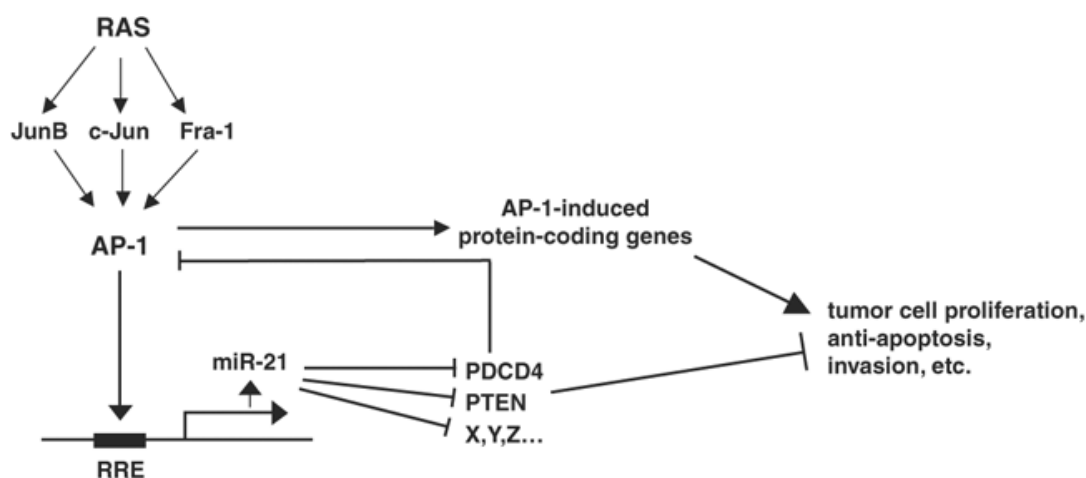 RAS
JunB c-Jun Fra-1
AP-1
AP-1-induced
protein-coding genes
tumor cell proliferation,
anti-apoptosis,
invasion, etc.
miR-21
PDCD4
PTEN
X,Y,Z...
RRE